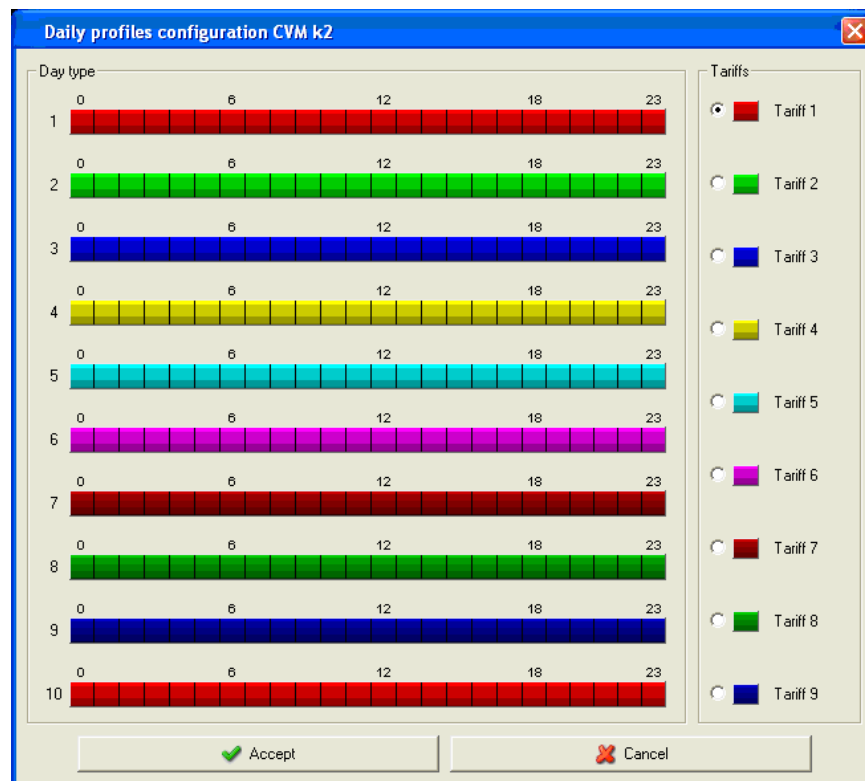 Daily profiles configuration CVM k2
Day type
0 6 12 18 23
1
0 6 12 18 23
2
0 6 12 18 23
3
0 6 12 18 23
4
0 6 12 18 23
5
0 6 12 18 23
6
0 6 12 18 23
7
0 6 12 18 23
8
0 6 12 18 23
9
0 6 12 18 23
10
Tariffs
Tariff 1
Tariff 2
Tariff 3
Tariff 4
Tariff 5
Tariff 6
Tariff 7
Tariff 8
Tariff 9
Accept
Cancel